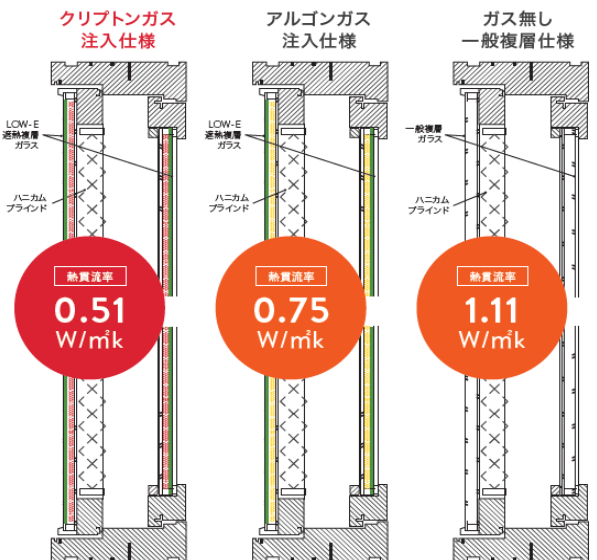 クリプトンガス
注入仕様
アルゴンガス
注入仕様
ガス無し
一般複層仕様
LOW-E
遮熱複層
ガラス
LOW-E
遮熱複層
ガラス
一般複層
ガラス
ハニカム
ブラインド
ハニカム
ブラインド
ハニカム
ブラインド
熱貫流率
0.51
W/㎡k
熱貫流率
0.75
W/㎡k
熱貫流率
1.11
W/㎡k